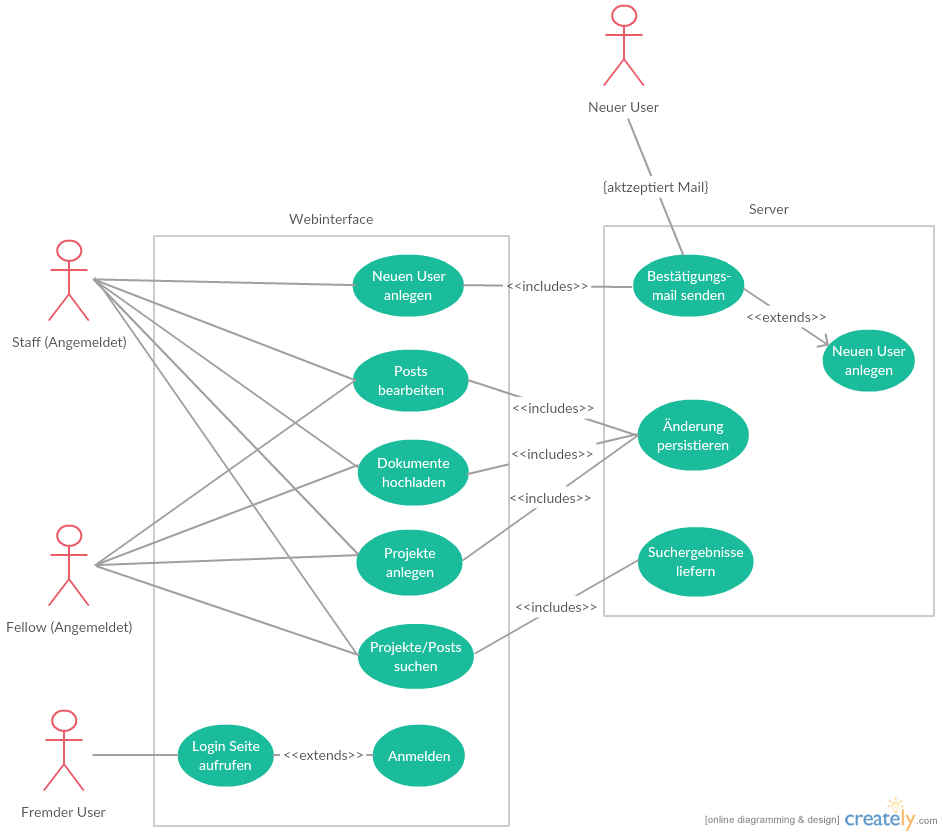 Neuer User
{aktzeptiert Mail}
Webinterface
Server
Staff (Angemeldet)
Neuen User
anlegen
<<includes>>
Bestätigungs-
mail senden
<<extends>>
Neuen User
anlegen
Posts
bearbeiten
<<includes>>
Änderung
persistieren
Dokumente
hochladen
<<includes>>
<<includes>>
Projekte
anlegen
Suchergebnisse
liefern
<<includes>>
Fellow (Angemeldet)
Projekte/Posts
suchen
Login Seite
aufrufen
<<extends>>
Anmelden
Fremder User
[online diagramming & design] creately.com